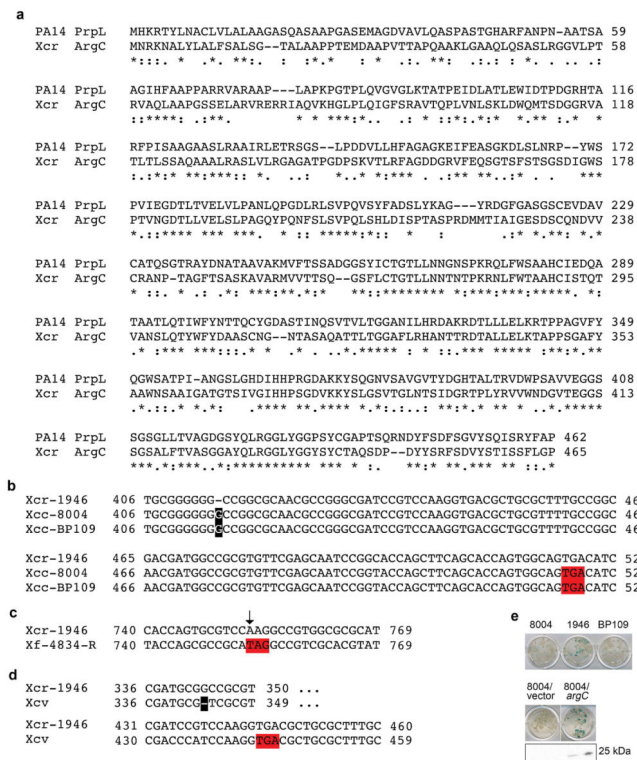 a
PA14 PrpL MHKRTYLNACLVLALAAGASQASAAPGASEMAGDVAVLQASPASTGHARFANPN-AATSA 59
Xcr ArgC MNRKNALYLALFSALSG--TALAAPPTEMDAAPVTTAPQAAKLGAAQLQSASLRGGVLPT 58
PA14 PrpL AGIHFAAPPARRVARAAP---LAPKPGTPLQVGVGLKTATPEIDLATLEWIDTPDGRHTA 116
Xcr ArgC RVAQLAAPGSSELARVRERRIAQVKHGLPLQIGFSRAVTQPLVNLSKLDWQMTSDGGRVA 118
PA14 PrpL RFPISAAGAASLRAAIRLETRSGS--LPDDVLLHFAGAGKEIFEASGKDLSLNRP--YWS 172
Xcr ArgC TLTLSSAQAAALRASLVLRGAGATPGDPSKVTLRFAGDDGRVFEQSGTSFSTSGSDIGWS 178
PA14 PrpL PVIEGDTLTVELVLPANLQPGDLRLSVPQVSYFADSLYKAG---YRDGFGASGSCEVDAV 229
Xcr ArgC PTVNGDTLLVELSLPAGQYPQNFSLSVPQLSHLDISPTASPRDMMTIAIGESDSCQNDVV 238
PA14 PrpL CATQSGTRAYDNATAAVAKMVFTSSADGGSYICTGTLLNNGNSPKRQLFWSAAHCIEDQA 289
Xcr ArgC CRANP-TAGFTSASKAVARMVVTTSQ--GSFLCTGTLLNNTNTPKRNLFWTAAHCISTQT 295
PA14 PrpL TAATLQTIWFYNTTQCYGDASTINQSVTVLTGGANILHRDAKRDTLLLELKRTPPAGVFY 349
Xcr ArgC VANSLQTYWFYDAASCNG--NTASAQATTLTGGAFLRHANTTRDTALLELKTAPPSGAFY 353
PA14 PrpL QGWSATPI-ANGSLGHDIHHPRGDAKKYSQGNVSAVGVTYDGHTALTRVDWPSAVVEGGS 408
Xcr ArgC AAWNSAAIGATGTSIVGIHHPSGDVKKYSLGSVTGLNTSIDGRTPLYRVVWNDGVTEGGS 413
PA14 PrpL SGSGLLTVAGDGSYQLRGGLYGGPSYCGAPTSQRNDYFSDFSGVYSQISRYFAP 462
Xcr ArgC SGSALFTVASGGAYQLRGGLYGGYSYCTAQSDP--DYYSRFSDVYSTISSFLGP 465
b
Xcr-1946 406 TGCGGGGGG-CCGGCGCAACGCCGGGCGATCCGTCCAAGGTGACGCTGCGCTTTGCCGGC 46
Xcc-8004 406 TGCGGGGGGGCCGGCGCAACGCCGGGCGATCCGTCCAAGGTGACGCTGCGTTTTGCCGGC 46
Xcc-BP109 406 TGCGGGGGGGCCGGCGCAACGCCGGGCGATCCGTCCAAGGTGACGCTGCGTTTTGCCGGC 46
Xcr-1946 465 GACGATGGCCGCGTGTTCGAGCAATCCGGCACCAGCTTCAGCACCAGTGGCAGTGACATC 52
Xcc-8004 466 AACGATGGCCGCGTGTTCGAGCAATCCGGTACCAGCTTCAGCACCAGTGGCAGTGACATC 52
Xcc-BP109 466 AACGATGGCCGCGTGTTCGAGCAATCCGGTACCAGCTTCAGCACCAGTGGCAGTGACATC 52
c
Xcr-1946 740 CACCAGTGCGTCCAAGGCCGTGGCGCGCAT 769
Xf-4834-R 740 TACCAGCGCCGCATAGGCCGTCGCACGTAT 769
d
Xcr-1946 336 CGATGCGGCCGCGT 350 ...
Xcv 336 CGATGCG-TCGCGT 349 ...
Xcr-1946 431 CGATCCGTCCAAGGTGACGCTGCGCTTTGC 460
Xcv 430 CGACCCATCCAAGGTGACGCTGCGCTTTGC 459
e
8004 1946 BP109
8004/ 8004/
vector argC
25 kDa